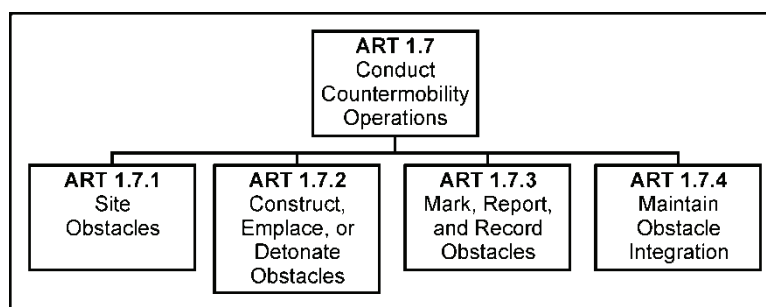 ART 1.7
Conduct
Countermobility
Operations
ART 1.7.1
Site
Obstacles
ART 1.7.2
Construct,
Emplace, or
Detonate
Obstacles
ART 1.7.3
Mark, Report,
and Record
Obstacles
ART 1.7.4
Maintain
Obstacle
Integration